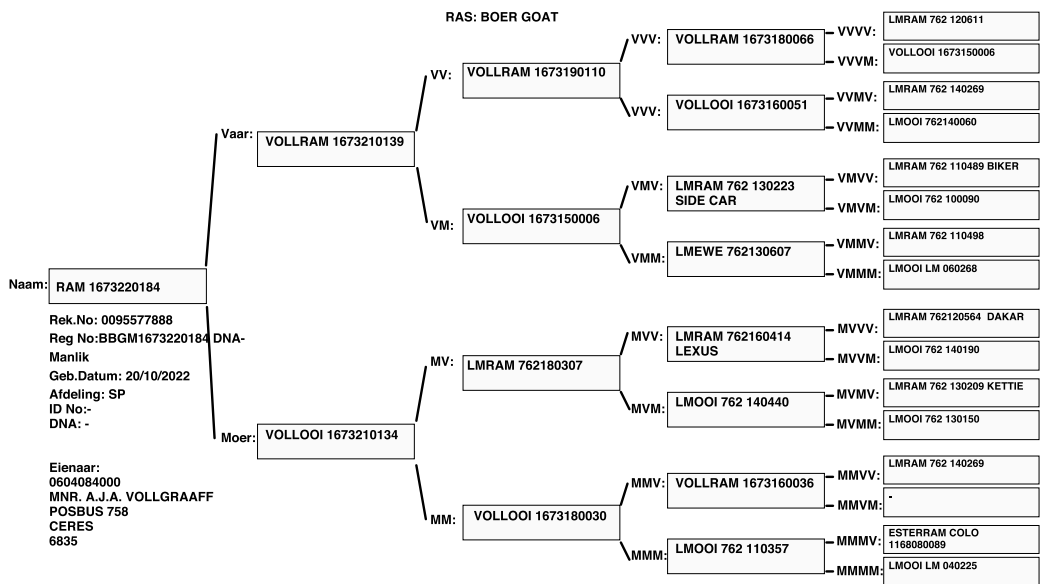 RAS: BOER GOAT
Naam: RAM 1673220184
Rek.No: 0095577888
Reg No:BBGM1673220184 DNA-
Manlik
Geb.Datum: 20/10/2022
Afdeling: SP
ID No:-
DNA: -
Eienaar:
0604084000
MNR. A.J.A. VOLLGRAAFF
POSBUS 758
CERES
6835
Vaar: VOLLRAM 1673210139
Moer: VOLLOOI 1673210134
VV: VOLLRAM 1673190110
VM: VOLLOOI 1673150006
MV: LMRAM 762180307
MM: VOLLOOI 1673180030
VVV: VOLLRAM 1673180066
VVV: VOLLOOI 1673160051
VMV: LMRAM 762 130223
SIDE CAR
VMM: LMEWE 762130607
MVV: LMRAM 762160414
LEXUS
MVM: LMOOI 762 140440
MMV: VOLLRAM 1673160036
MMM: LMOOI 762 110357
VVVV: LMRAM 762 120611
VVVM: VOLLOOI 1673150006
VVMV: LMRAM 762 140269
VVMM: LMOOI 762140060
VMVV: LMRAM 762 110489 BIKER
VMVM: LMOOI 762 100090
VMMV: LMRAM 762 110498
VMMM: LMOOI LM 060268
MVVV: LMRAM 762120564 DAKAR
MVVM: LMOOI 762 140190
MVMV: LMRAM 762 130209 KETTIE
MVMM: LMOOI 762 130150
MMVV: LMRAM 762 140269
MMVM: -
MMMV: ESTERRAM COLO
1168080089
MMMM: LMOOI LM 040225